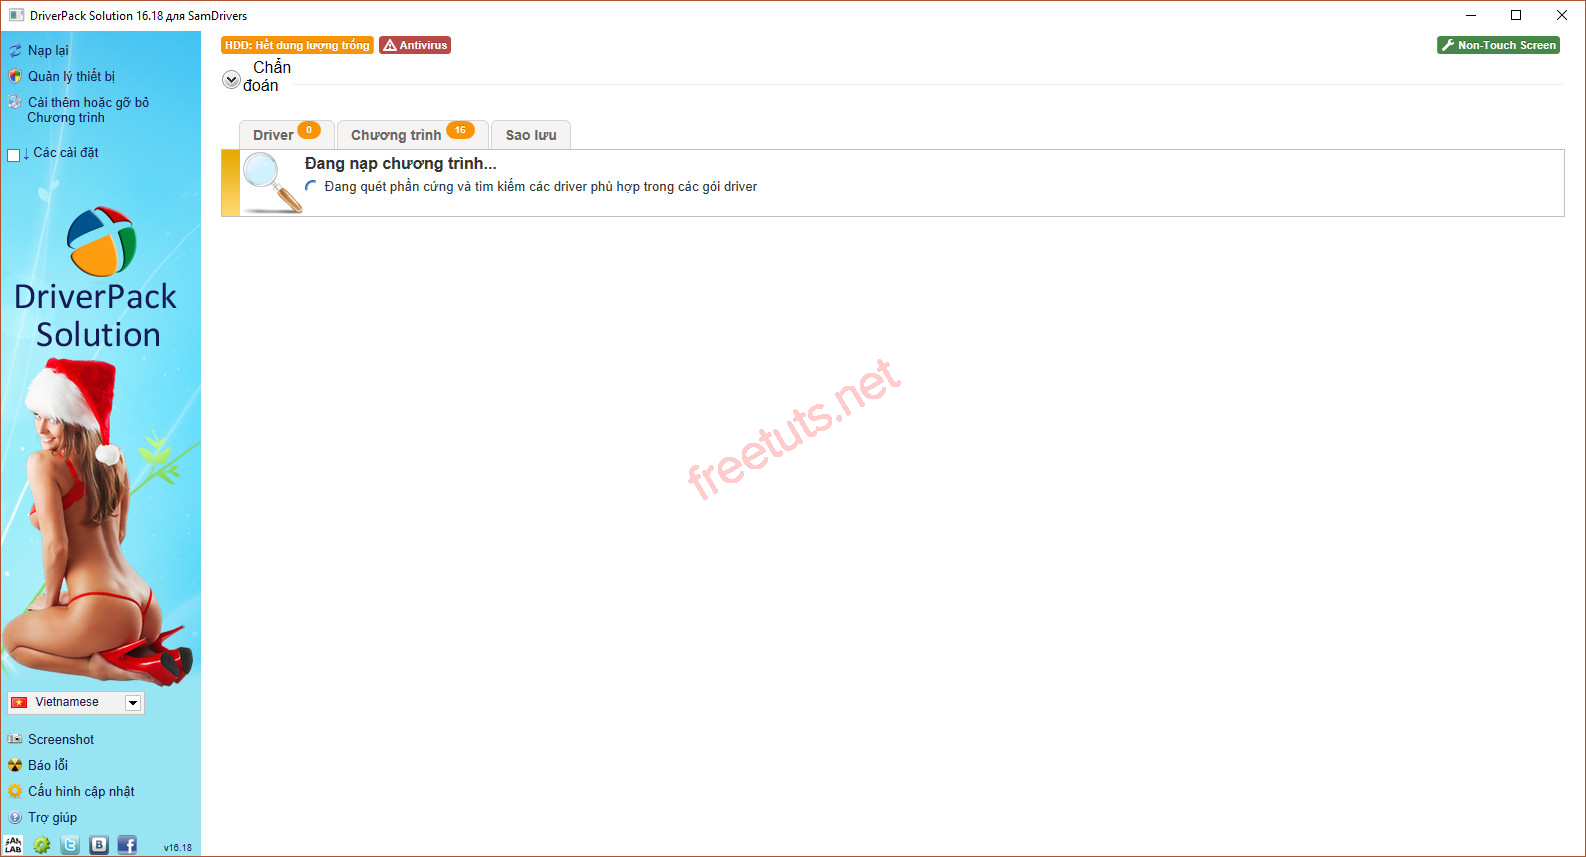 DriverPack Solution 16.18 для SamDrivers
Nạp lại
Quản lý thiết bị
Cài thêm hoặc gỡ bỏ
Chương trình
↓ Các cài đặt
DriverPack
Solution
Vietnamese
Screenshot
Báo lỗi
Cấu hình cập nhật
Trợ giúp
SAM
LAB
v16.18
HDD: Hết dung lượng trống
Antivirus
Non-Touch Screen
Chẩn
đoán
Driver 0
Chương trình 16
Sao lưu
Đang nạp chương trình...
Đang quét phần cứng và tìm kiếm các driver phù hợp trong các gói driver
freetuts.net